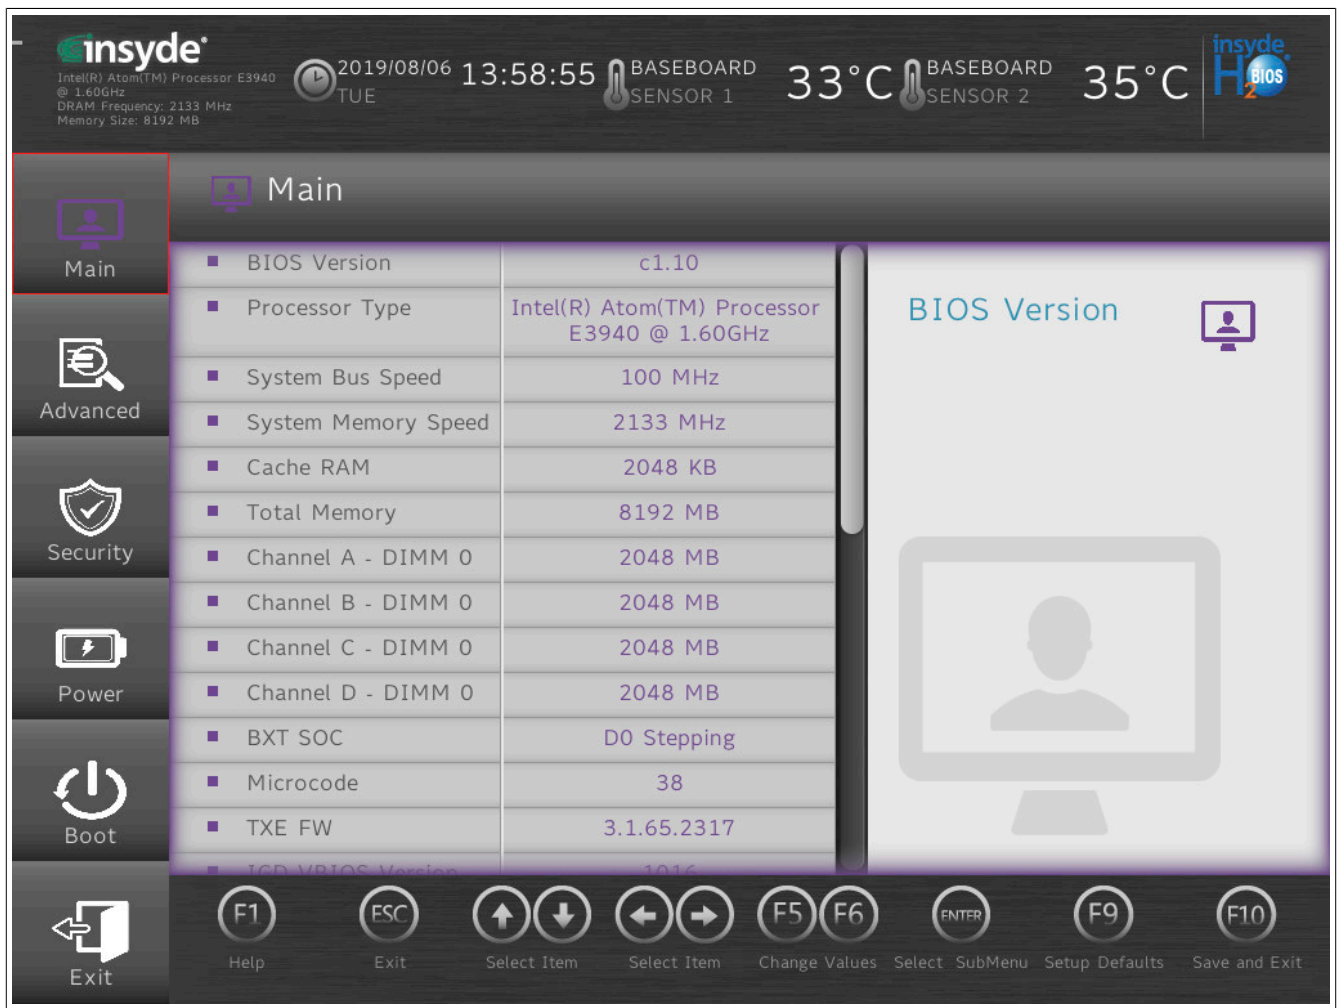 insyde
Intel(R) Atom(TM) Processor E3940
@ 1.60GHz
DRAM Frequency: 2133 MHz
Memory Size: 8192 MB
2019/08/06
TUE
13:58:55
BASEBOARD
SENSOR 1
33°C
BASEBOARD
SENSOR 2
35°C
insyde
H2BIOS
Main
Advanced
Security
Power
Boot
Exit
Main
BIOS Version c1.10
Processor Type Intel(R) Atom(TM) Processor
E3940 @ 1.60GHz
System Bus Speed 100 MHz
System Memory Speed 2133 MHz
Cache RAM 2048 KB
Total Memory 8192 MB
Channel A - DIMM 0 2048 MB
Channel B - DIMM 0 2048 MB
Channel C - DIMM 0 2048 MB
Channel D - DIMM 0 2048 MB
BXT SOC D0 Stepping
Microcode 38
TXE FW 3.1.65.2317
IGD VBIOS Version 1016
BIOS Version
F1 Help
ESC Exit
Select Item
Select Item
F5 F6 Change Values
ENTER Select SubMenu
F9 Setup Defaults
F10 Save and Exit